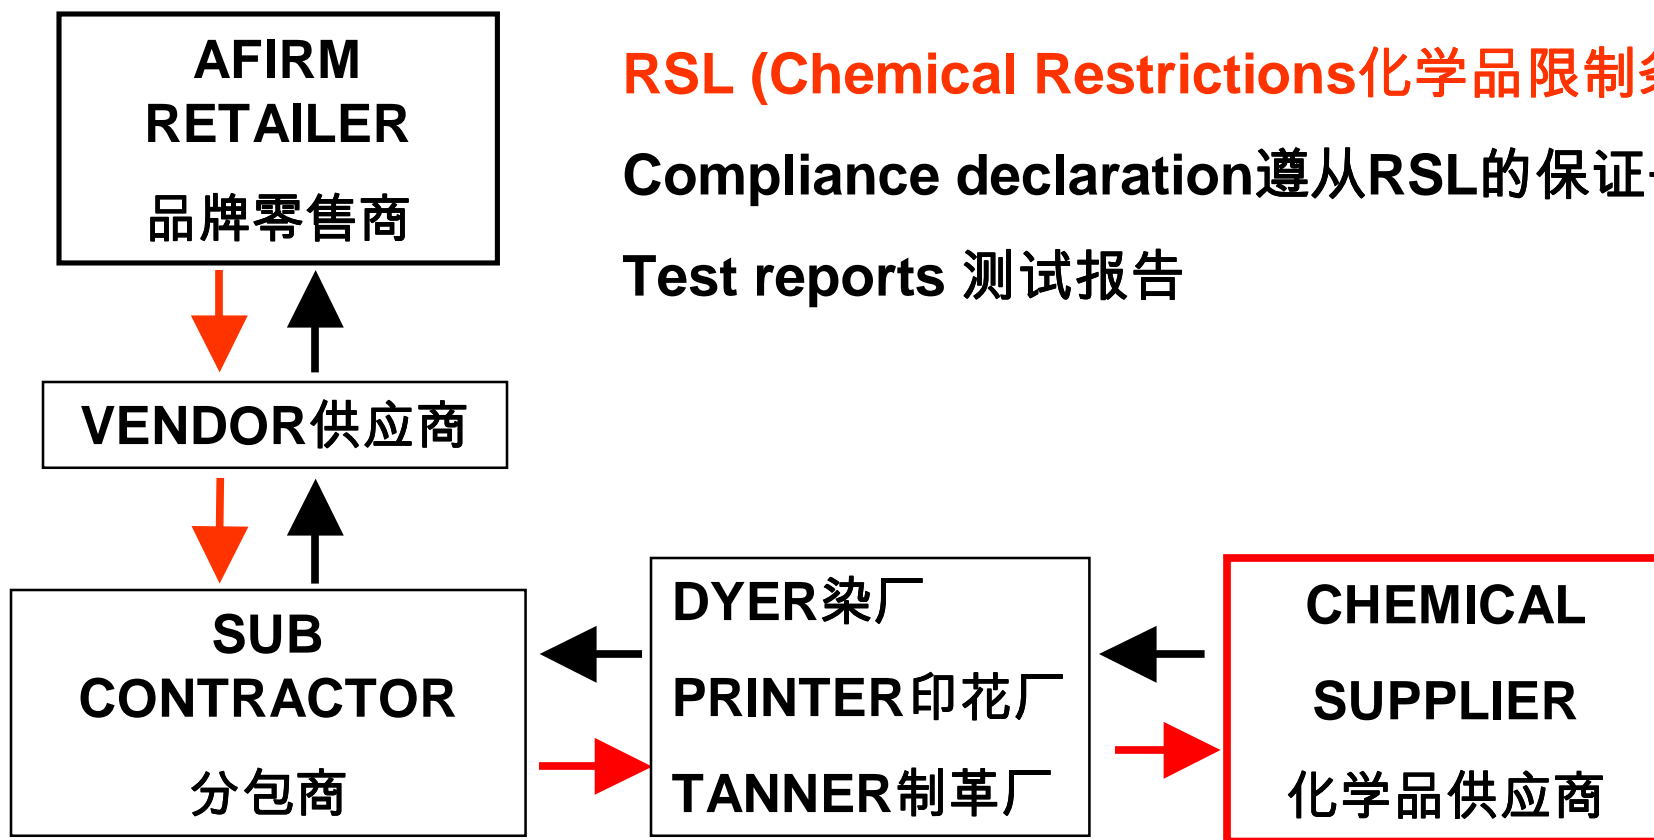 AFIRM
RETAILER
品牌零售商
RSL (Chemical Restrictions化学品限制
Compliance declaration遵从RSL的保证
Test reports 测试报告
VENDOR供应商
SUB
CONTRACTOR
分包商
DYER染厂
PRINTER印花厂
TANNER制革厂
CHEMICAL
SUPPLIER
化学品供应商